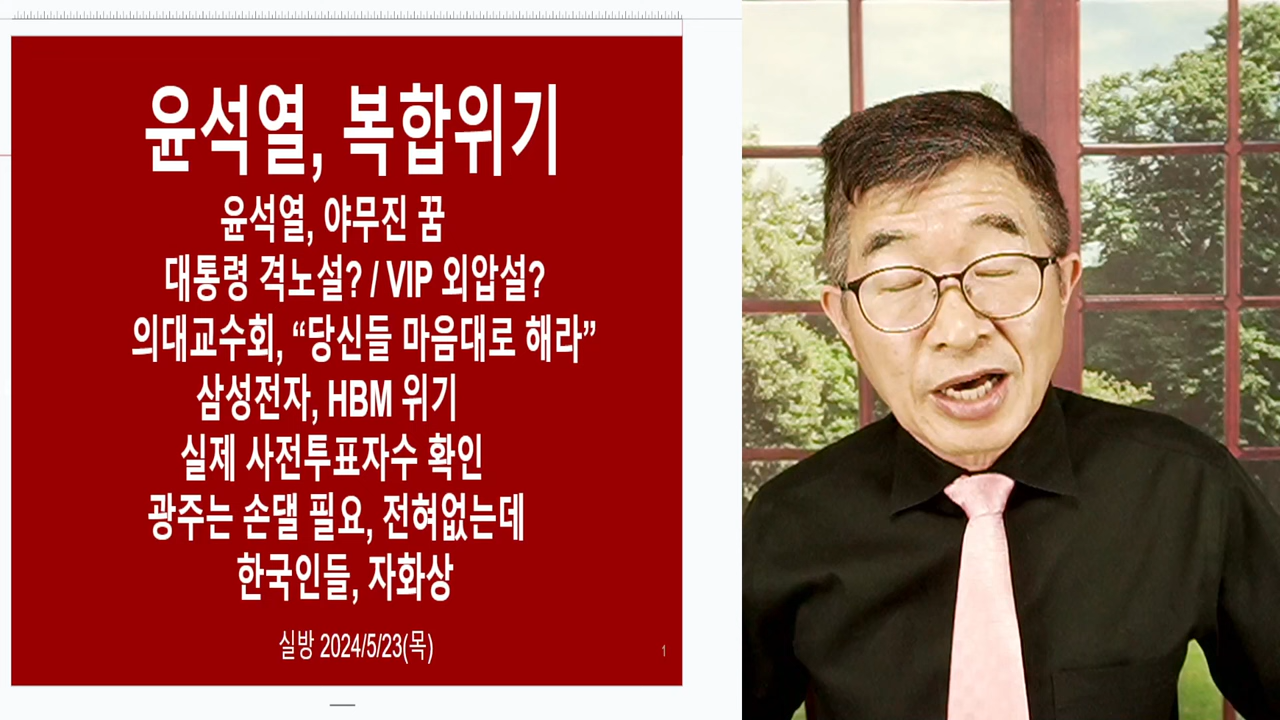 윤석열, 복합위기
윤석열, 야무진 꿈
대통령 격노설? / VIP 외압설?
의대교수회, “당신들 마음대로 해라”
삼성전자, HBM 위기
실제 사전투표자수 확인
광주는 손댈 필요, 전혀없는데
한국인들, 자화상
실방 2024/5/23(목)
1